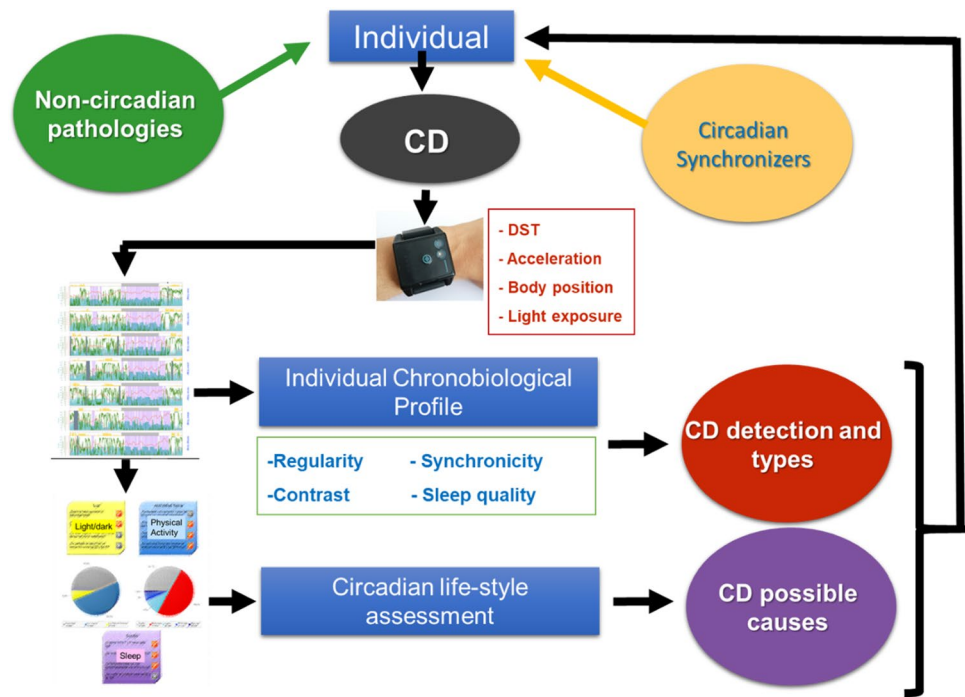 Individual
Non-circadian
pathologies
CD
Circadian
Synchronizers
- DST
- Acceleration
- Body position
- Light exposure
Individual Chronobiological
Profile
-Regularity
- Synchronicity
-Contrast
- Sleep quality
CD detection and
types
Light/dark
Physical
Activity
Sleep
Circadian life-style
assessment
CD possible
causes